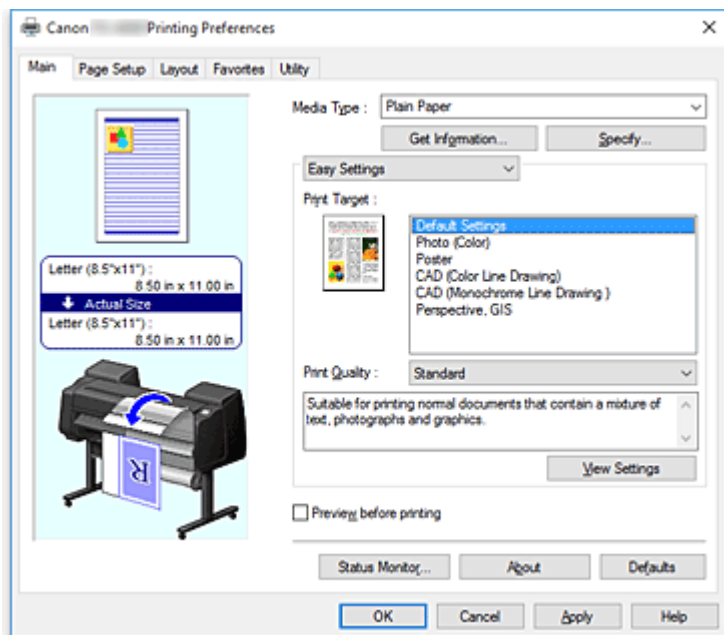 Canon Printing Preferences
Main Page Setup Layout Favorites Utility
Media Type : Plain Paper
Get Information... Specify...
Easy Settings
Print Target :
Default Settings
Photo (Color)
Poster
CAD (Color Line Drawing)
CAD (Monochrome Line Drawing )
Perspective, GIS
Letter (8.5"x11") :
8.50 in x 11.00 in
Actual Size
Letter (8.5"x11") :
8.50 in x 11.00 in
R
Print Quality : Standard
Suitable for printing normal documents that contain a mixture of
text, photographs and graphics.
View Settings
Preview before printing
Status Monitor... About Defaults
OK Cancel Apply Help